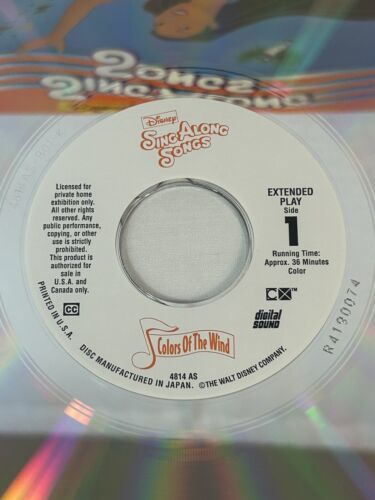 Disney
Sing Along
Songs
Licensed for
private home
exhibition only.
All other rights
reserved. Any
public performance,
copying, or other
use is strictly
prohibited.
This product is
authorized for
sale in
U.S.A. and
Canada only.
CC
PRINTED IN U.S.A.
EXTENDED
PLAY
Side
1
Running Time:
Approx. 36 Minutes
Color
CX™
digital
SOUND
R4190074
Colors Of The Wind
4814 AS
DISC MANUFACTURED IN JAPAN. ©THE WALT DISNEY COMPANY.